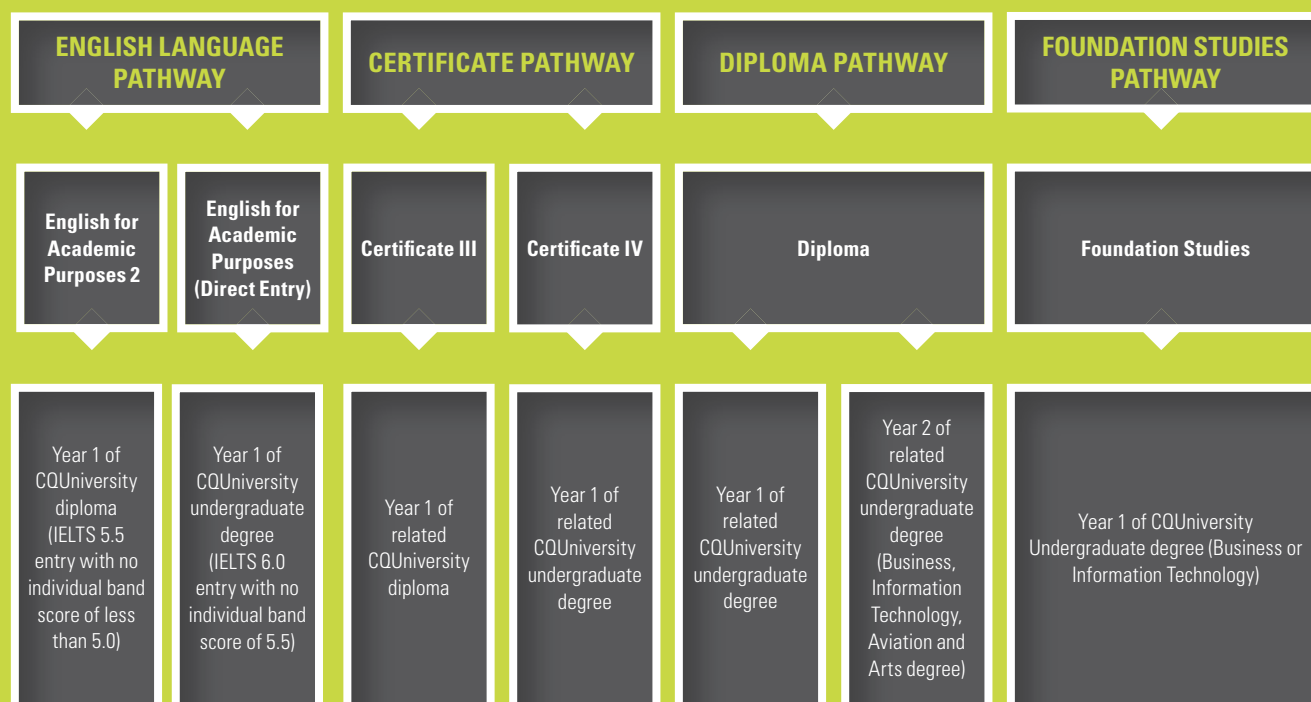 ENGLISH LANGUAGE
PATHWAY
CERTIFICATE PATHWAY
DIPLOMA PATHWAY
FOUNDATION STUDIES
PATHWAY
English for
Academic
Purposes 2
English for
Academic
Purposes
(Direct Entry)
Certificate III
Certificate IV
Diploma
Foundation Studies
Year 1 of
CQUniversity
diploma
(IELTS 5.5
entry with no
individual band
score of less
than 5.0)
Year 1 of
CQUniversity
undergraduate
degree
(IELTS 6.0
entry with no
individual band
score of 5.5)
Year 1 of
related
CQUniversity
diploma
Year 1 of
related
CQUniversity
undergraduate
degree
Year 1 of
related
CQUniversity
undergraduate
degree
Year 2 of
related
CQUniversity
undergraduate
degree
(Business,
Information
Technology,
Aviation and
Arts degree)
Year 1 of CQUniversity
Undergraduate degree (Business or
Information Technology)